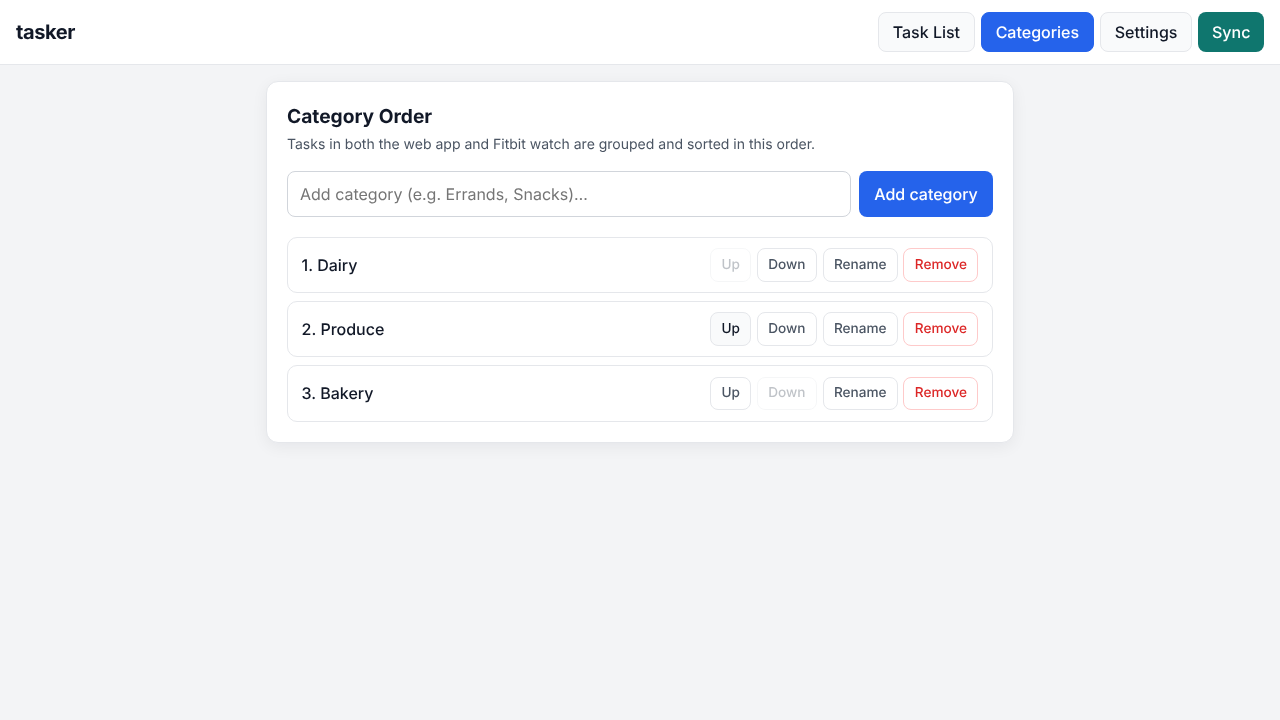 tasker
Task List
Categories
Settings
Sync
Category Order
Tasks in both the web app and Fitbit watch are grouped and sorted in this order.
Add category (e.g. Errands, Snacks)...
Add category
1. Dairy
Up
Down
Rename
Remove
2. Produce
Up
Down
Rename
Remove
3. Bakery
Up
Down
Rename
Remove